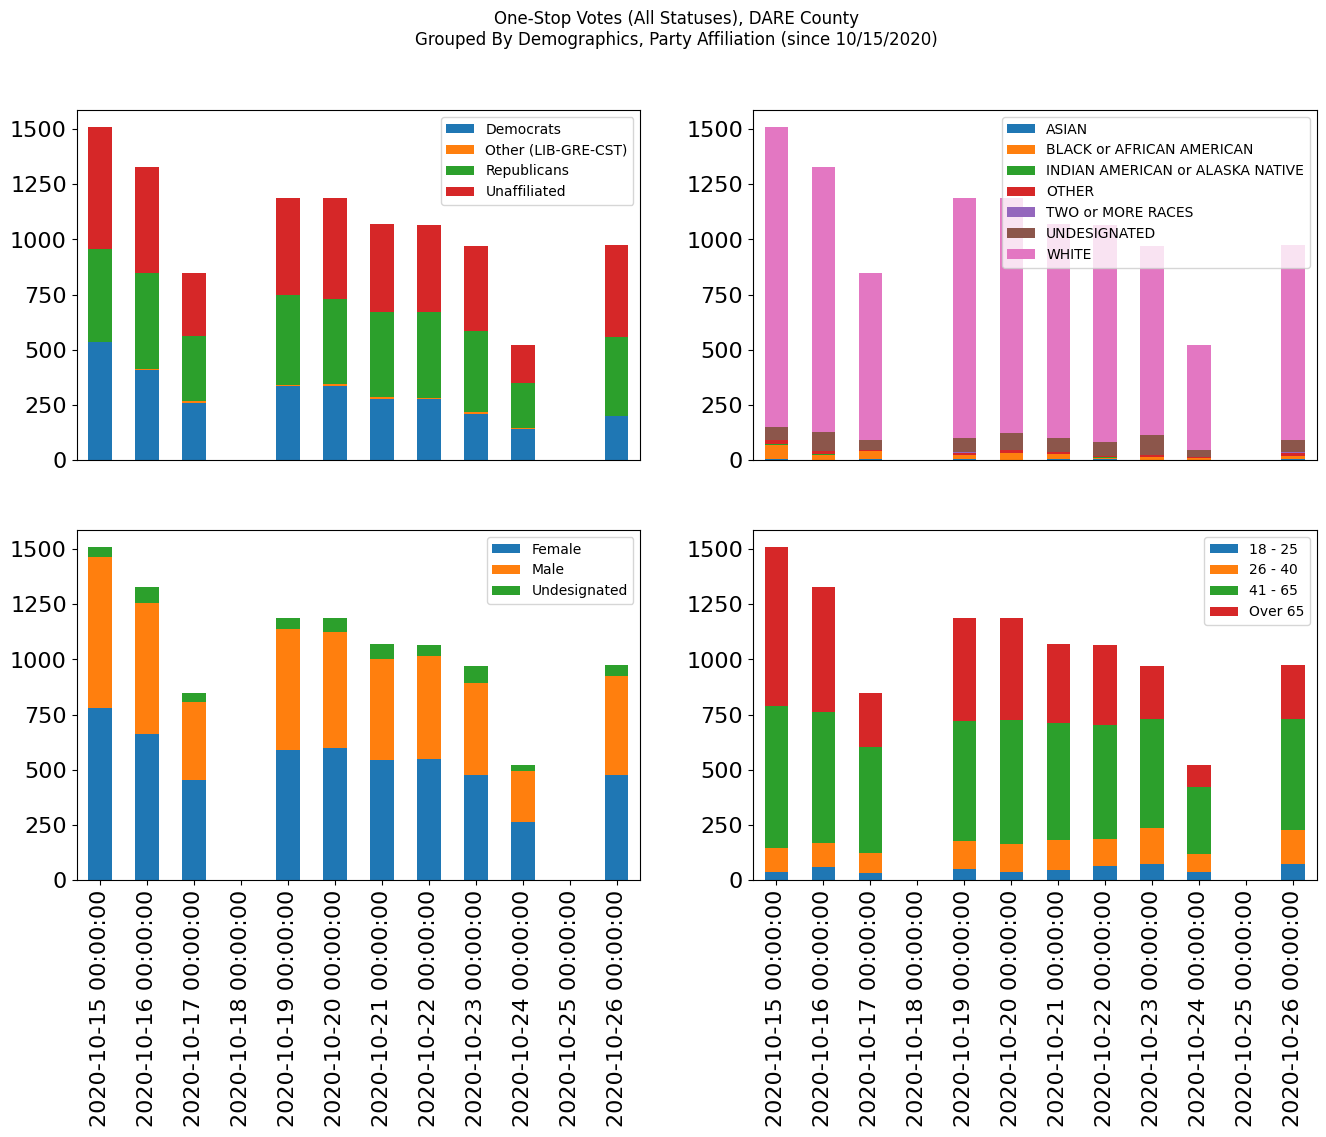 One-Stop Votes (All Statuses), DARE County
Grouped By Demographics, Party Affiliation (since 10/15/2020)
1500
1250
1000
750
500
250
0
Democrats
Other (LIB-GRE-CST)
Republicans
Unaffiliated
1500
1250
1000
750
500
250
0
ASIAN
BLACK or AFRICAN AMERICAN
INDIAN AMERICAN or ALASKA NATIVE
OTHER
TWO or MORE RACES
UNDESIGNATED
WHITE
1500
1250
1000
750
500
250
0
Female
Male
Undesignated
2020-10-15 00:00:00
2020-10-16 00:00:00
2020-10-17 00:00:00
2020-10-18 00:00:00
2020-10-19 00:00:00
2020-10-20 00:00:00
2020-10-21 00:00:00
2020-10-22 00:00:00
2020-10-23 00:00:00
2020-10-24 00:00:00
2020-10-25 00:00:00
2020-10-26 00:00:00
1500
1250
1000
750
500
250
0
18 - 25
26 - 40
41 - 65
Over 65
2020-10-15 00:00:00
2020-10-16 00:00:00
2020-10-17 00:00:00
2020-10-18 00:00:00
2020-10-19 00:00:00
2020-10-20 00:00:00
2020-10-21 00:00:00
2020-10-22 00:00:00
2020-10-23 00:00:00
2020-10-24 00:00:00
2020-10-25 00:00:00
2020-10-26 00:00:00